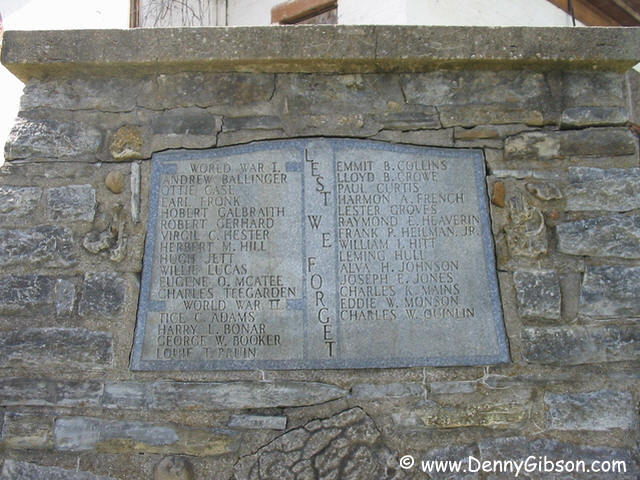 WORLD WAR I.
ANDREW BALLINGER
OTTIE CASE
EARL FRONK
HOBERT GALBRAITH
ROBERT GERHARD
VIRGIL C. HESTER
HERBERT M. HILL
HUGH JETT
WILLIE LUCAS
EUGENE O. MCATEE
CHARLES TEEGARDEN
WORLD WAR II.
TICE C. ADAMS
HARRY L. BONAR
GEORGE W. BOOKER
LOUIE T. BRUIN
LEST WE FORGET
EMMIT B. COLLINS
LLOYD B. CROWE
PAUL CURTIS
HARMON A. FRENCH
LESTER GROVES
RAYMOND L. HEAVERIN
FRANK P. HEILMAN, JR.
WILLIAM T. HITT
LEMING HULL
ALVA H. JOHNSON
JOSEPH E. JONES
CHARLES K. MAINS
EDDIE W. MONSON
CHARLES W. QUINLIN
© www.DennyGibson.com